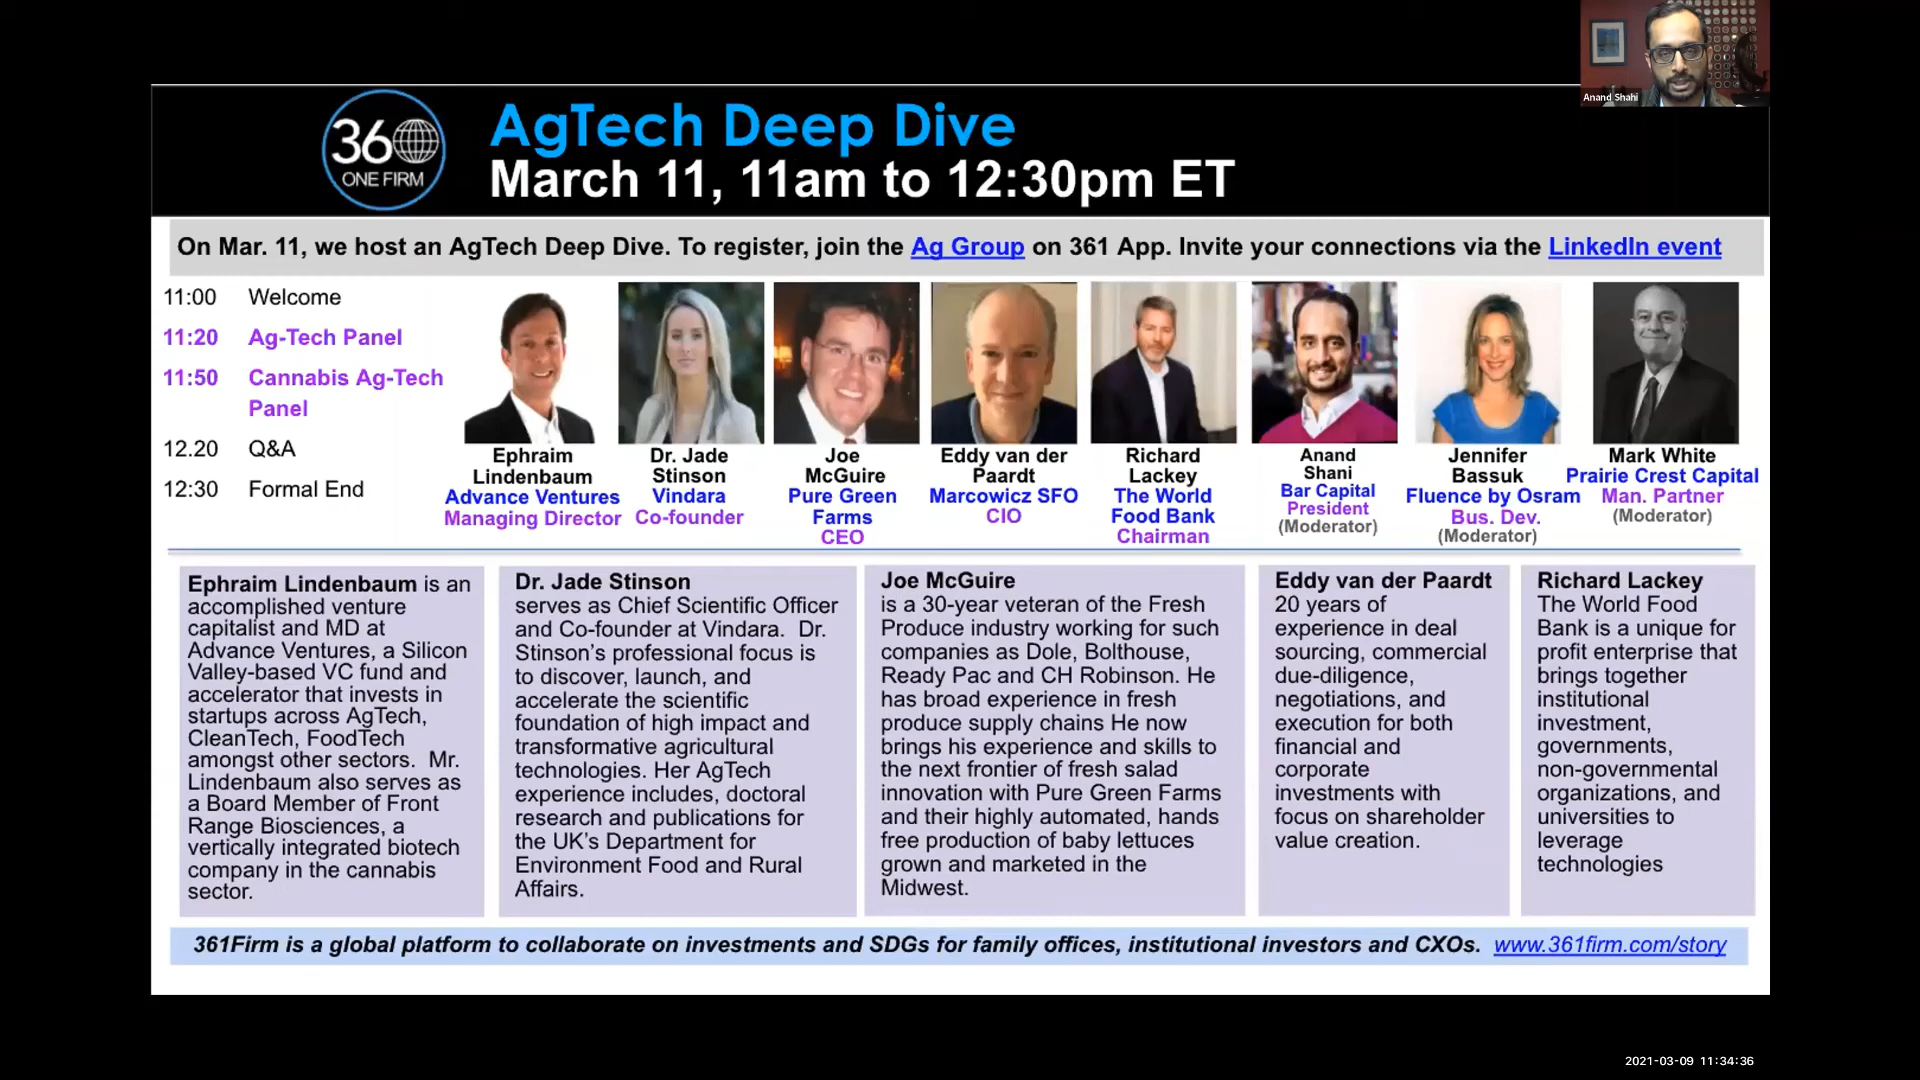 Anand Shahi
360
ONE FIRM
AgTech Deep Dive
March 11, 11am to 12:30pm ET
On Mar. 11, we host an AgTech Deep Dive. To register, join the Ag Group on 361 App. Invite your connections via the LinkedIn event
11:00 Welcome
11:20 Ag-Tech Panel
11:50 Cannabis Ag-Tech
Panel
12.20 Q&A
12:30 Formal End
Ephraim
Lindenbaum
Advance Ventures
Managing Director
Dr. Jade
Stinson
Vindara
Co-founder
Joe
McGuire
Pure Green
Farms
CEO
Eddy van der
Paardt
Marcowicz SFO
CIO
Richard
Lackey
The World
Food Bank
Chairman
Anand
Shani
Bar Capital
President
(Moderator)
Jennifer
Bassuk
Fluence by Osram
Bus. Dev.
(Moderator)
Mark White
Prairie Crest Capital
Man. Partner
(Moderator)
Ephraim Lindenbaum is an
accomplished venture
capitalist and MD at
Advance Ventures, a Silicon
Valley-based VC fund and
accelerator that invests in
startups across AgTech,
CleanTech, FoodTech
amongst other sectors. Mr.
Lindenbaum also serves as
a Board Member of Front
Range Biosciences, a
vertically integrated biotech
company in the cannabis
sector.
Dr. Jade Stinson
serves as Chief Scientific Officer
and Co-founder at Vindara. Dr.
Stinson's professional focus is
to discover, launch, and
accelerate the scientific
foundation of high impact and
transformative agricultural
technologies. Her AgTech
experience includes, doctoral
research and publications for
the UK's Department for
Environment Food and Rural
Affairs.
Joe McGuire
is a 30-year veteran of the Fresh
Produce industry working for such
companies as Dole, Bolthouse,
Ready Pac and CH Robinson. He
has broad experience in fresh
produce supply chains He now
brings his experience and skills to
the next frontier of fresh salad
innovation with Pure Green Farms
and their highly automated, hands
free production of baby lettuces
grown and marketed in the
Midwest.
Eddy van der Paardt
20 years of
experience in deal
sourcing, commercial
due-diligence,
negotiations, and
execution for both
financial and
corporate
investments with
focus on shareholder
value creation.
Richard Lackey
The World Food
Bank is a unique for
profit enterprise that
brings together
institutional
investment,
governments,
non-governmental
organizations, and
universities to
leverage
technologies
361Firm is a global platform to collaborate on investments and SDGs for family offices, institutional investors and CXOs. www.361firm.com/story
2021-03-09 11:34:36